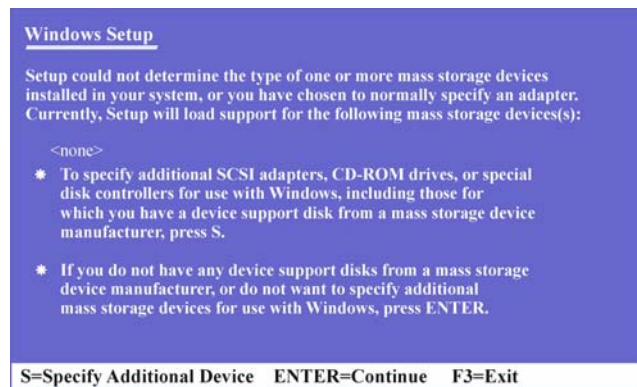 Windows Setup
Setup could not determine the type of one or more mass storage devices
installed in your system, or you have chosen to normally specify an adapter.
Currently, Setup will load support for the following mass storage devices(s):
<none>
* To specify additional SCSI adapters, CD-ROM drives, or special
disk controllers for use with Windows, including those for
which you have a device support disk from a mass storage device
manufacturer, press S.
* If you do not have any device support disks from a mass storage
device manufacturer, or do not want to specify additional
mass storage devices for use with Windows, press ENTER.
S=Specify Additional Device ENTER=Continue F3=Exit